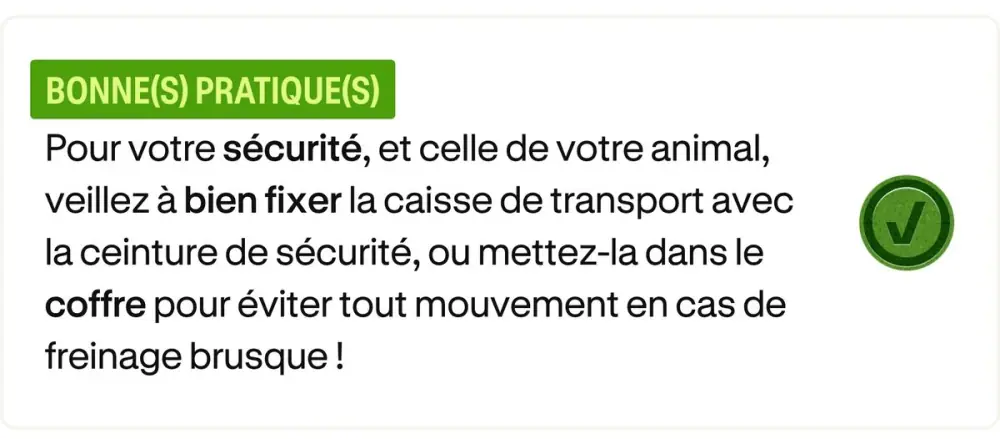 BONNE(S) PRATIQUE(S)
Pour votre sécurité, et celle de votre animal,
veillez à bien fixer la caisse de transport avec
la ceinture de sécurité, ou mettez-la dans le
coffre pour éviter tout mouvement en cas de
freinage brusque !